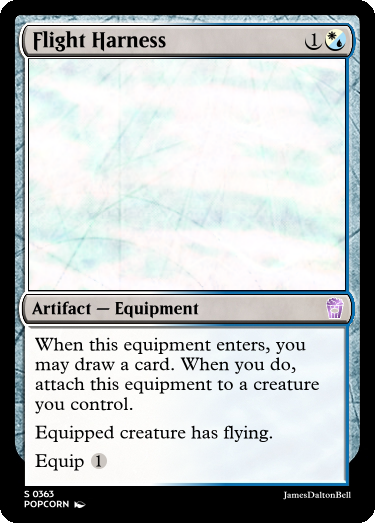 Flight Harness 1
Artifact — Equipment
When this equipment enters, you
may draw a card. When you do,
attach this equipment to a creature
you control.
Equipped creature has flying.
Equip 1
S 0363
POPCORN
JamesDaltonBell